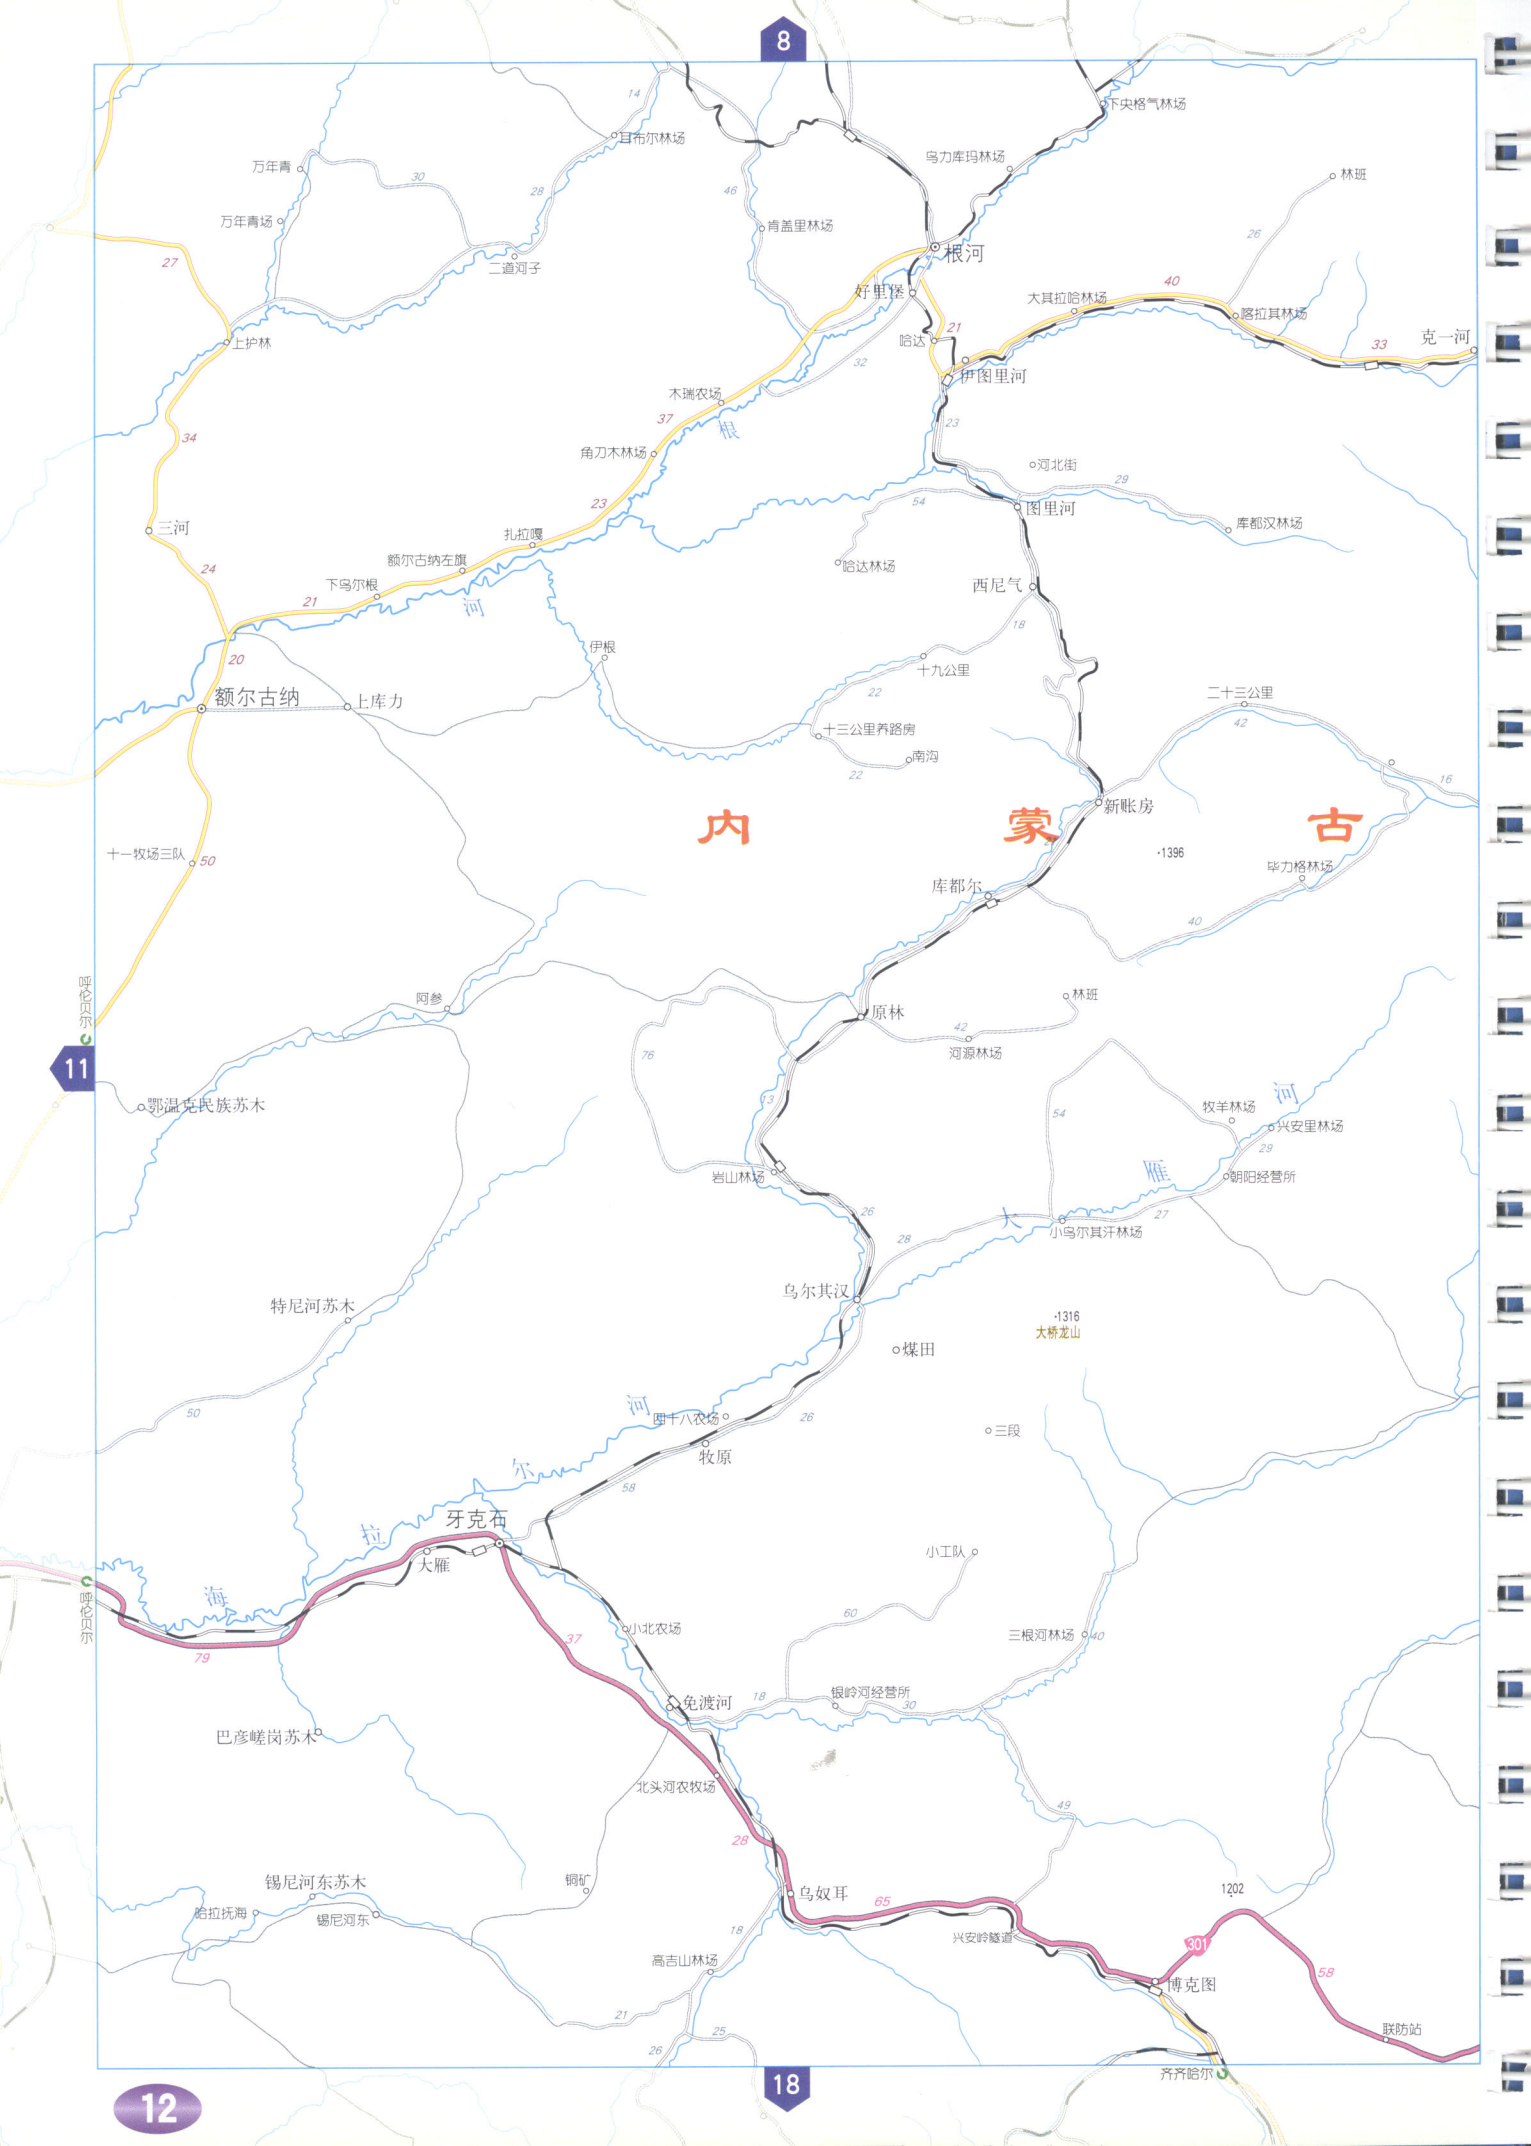 8
14
下央格气林场
耳布尔林场
乌力库玛林场
万年青
30
28
46
林班
万年青场
肯盖里林场
26
27
二道河子
根河
好里堡
40
大其拉哈林场
喀拉其林场
上护林
哈达
21
克一河
33
32
伊图里河
木瑞农场
37
根
23
34
角刀木林场
河北街
29
23
54
图里河
三河
库都汉林场
扎拉嘎
额尔古纳左旗
哈达林场
24
下乌尔根
西尼气
21
河
18
伊根
20
十九公里
额尔古纳
上库力
22
二十三公里
42
十三公里养路房
南沟
22
16
内 蒙 古
新账房
十一牧场三队
50
·1396
毕力格林场
库都尔
40
呼伦贝尔
阿参
林班
原林
42
河源林场
76
11
13
鄂温克民族苏木
54
河
牧羊林场
兴安里林场
29
岩山林场
雁
朝阳经营所
26
大
27
28
小乌尔其汗林场
乌尔其汉
特尼河苏木
·1316
大桥龙山
煤田
50
河
四十八农场
26
三段
牧原
尔
58
牙克石
拉
大雁
小工队
海
呼伦贝尔
60
小北农场
37
三根河林场
40
79
免渡河
18
银岭河经营所
30
巴彦嵯岗苏木
北头河农牧场
49
28
铜矿
锡尼河东苏木
乌奴耳
65
1202
哈拉抚海
锡尼河东
18
兴安岭隧道
301
高吉山林场
58
博克图
21
25
联防站
26
齐齐哈尔
18
12